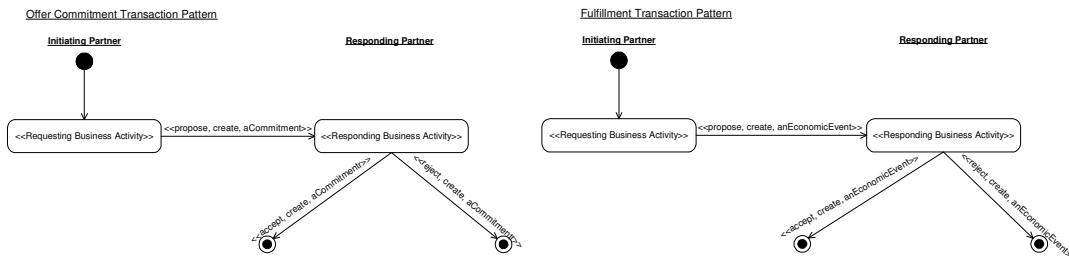 Offer Commitment Transaction Pattern
Initiating Partner
Responding Partner
<<Requesting Business Activity>>
<<propose, create, aCommitment>>
<<Responding Business Activity>>
<<accept, create, aCommitmentr>>
<<reject, create, aCommitmentr>>
Fulfillment Transaction Pattern
Initiating Partner
Responding Partner
<<Requesting Business Activity>>
<<propose, create, anEconomicEvent>>
<<Responding Business Activity>>
<<accept, create, anEconomicEvent>>
<<reject, create, anEconomicEvent>>